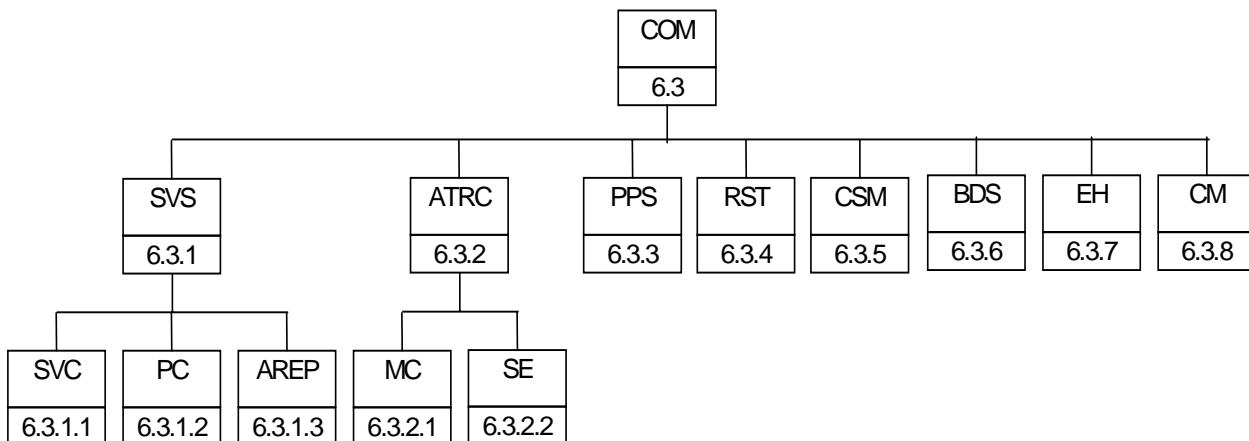 COM
6.3
SVS
6.3.1
ATRC
6.3.2
PPS
6.3.3
RST
6.3.4
CSM
6.3.5
BDS
6.3.6
EH
6.3.7
CM
6.3.8
SVC
6.3.1.1
PC
6.3.1.2
AREP
6.3.1.3
MC
6.3.2.1
SE
6.3.2.2